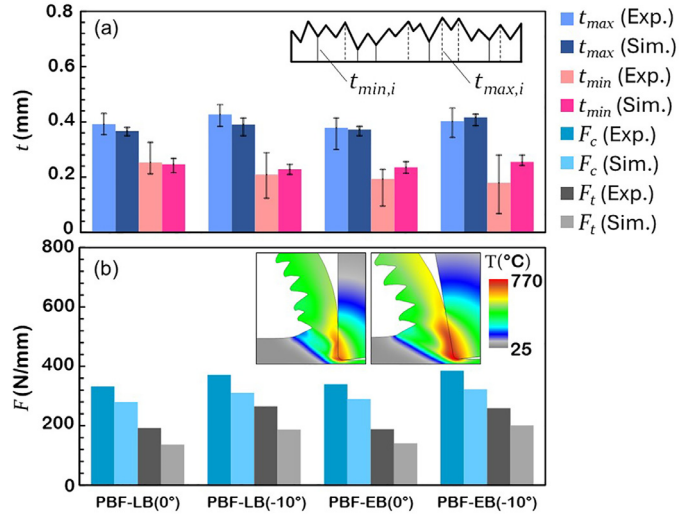 (a)
t (mm)
0.8
0.6
0.4
0.2
0
t_min,i
t_max,i
t_max (Exp.)
t_max (Sim.)
t_min (Exp.)
t_min (Sim.)
F_c (Exp.)
F_c (Sim.)
F_t (Exp.)
F_t (Sim.)
(b)
F (N/mm)
800
600
400
200
0
T(°C)
770
25
PBF-LB(0°) PBF-LB(-10°) PBF-EB(0°) PBF-EB(-10°)